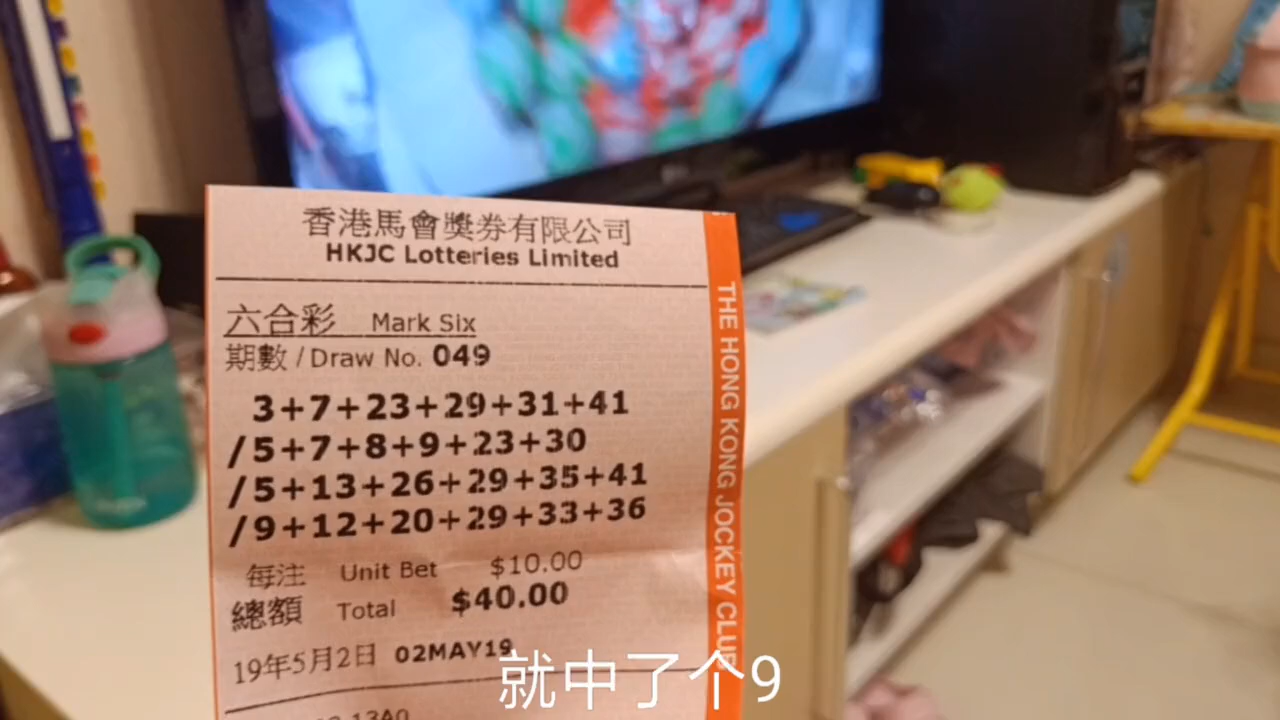 香港馬會獎券有限公司
HKJC Lotteries Limited
六合彩 Mark Six
期數 / Draw No. 049
3+7+23+29+31+41
/5+7+8+9+23+30
/5+13+26+29+35+41
/9+12+20+29+33+36
每注 Unit Bet $10.00
總額 Total $40.00
19年5月2日 02MAY19
THE HONG KONG JOCKEY CLUB
就中了个9